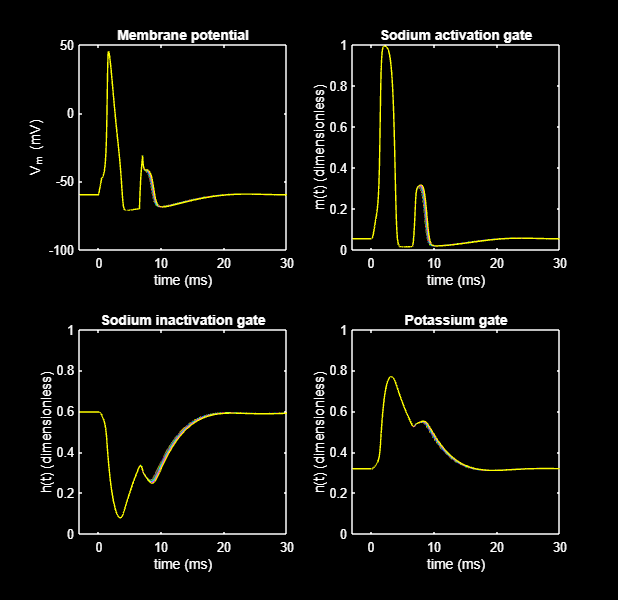 Membrane potential
50
0
-50
-100
V_m (mV)
0 10 20 30
time (ms)
Sodium activation gate
1
0.8
0.6
0.4
0.2
0
m(t) (dimensionless)
0 10 20 30
time (ms)
Sodium inactivation gate
1
0.8
0.6
0.4
0.2
0
h(t) (dimensionless)
0 10 20 30
time (ms)
Potassium gate
1
0.8
0.6
0.4
0.2
0
n(t) (dimensionless)
0 10 20 30
time (ms)